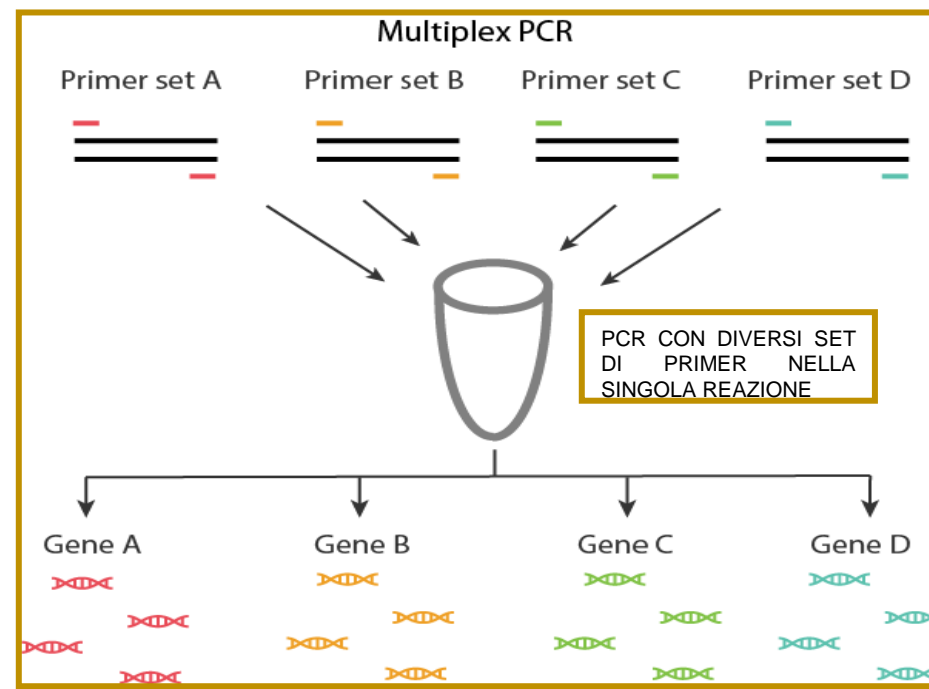 Multiplex PCR
Primer set A
Primer set B
Primer set C
Primer set D
PCR CON DIVERSI SET
DI PRIMER NELLA
SINGOLA REAZIONE
Gene A
Gene B
Gene C
Gene D